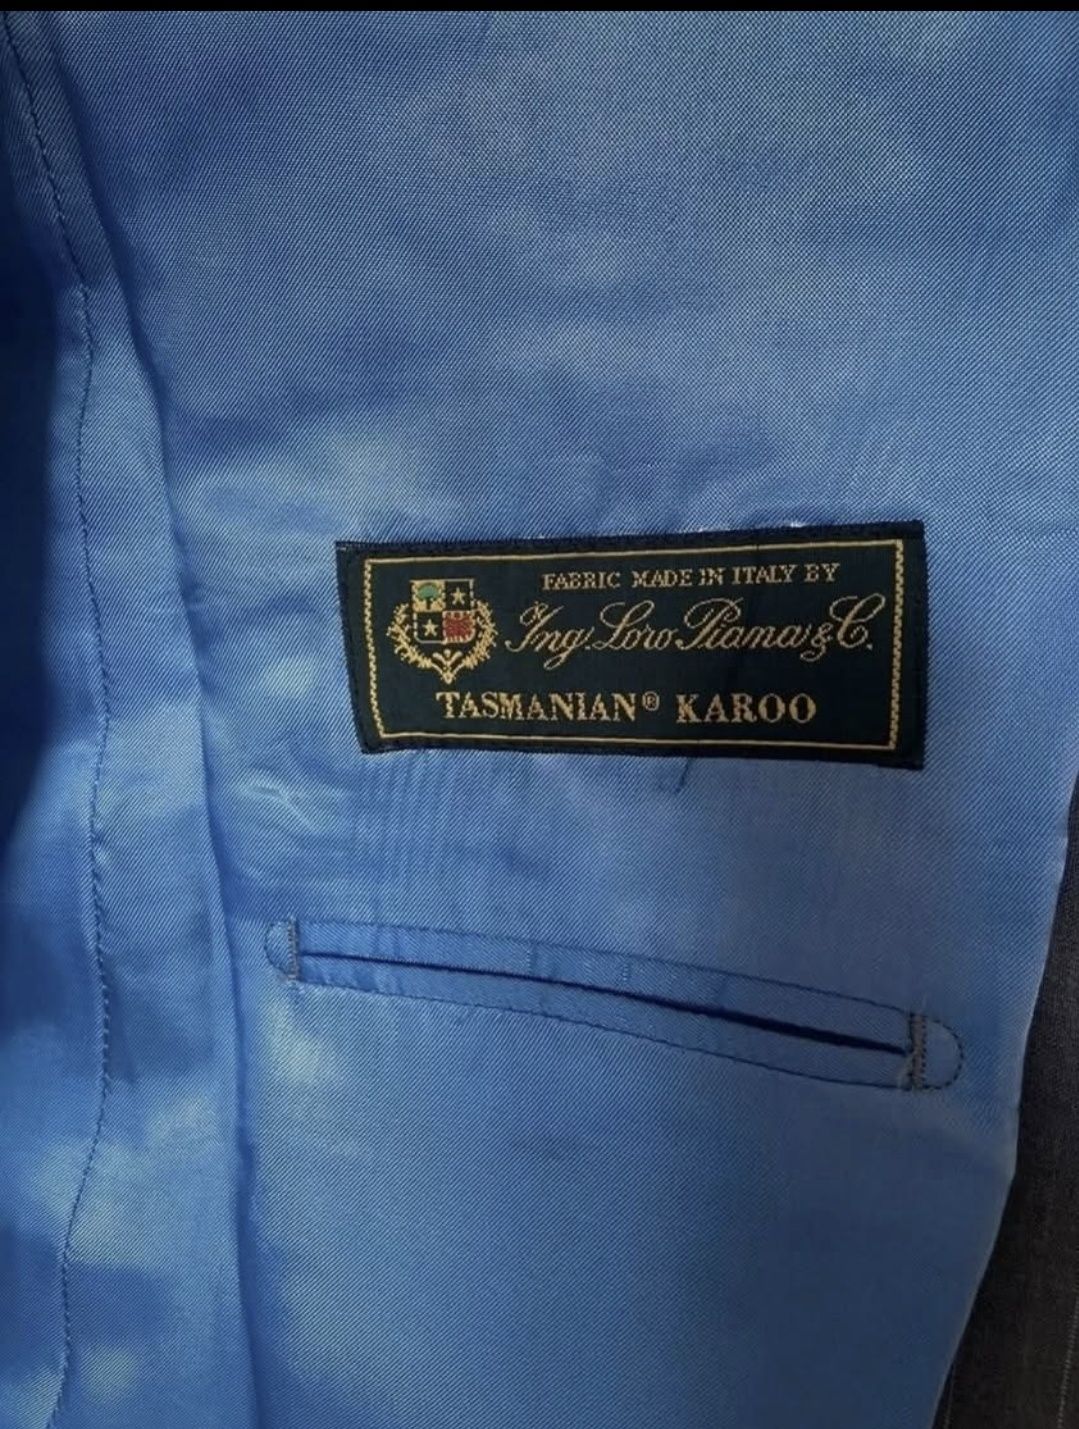 FABRIC MADE IN ITALY BY
Ing. Loro Piana & C.
TASMANIAN® KAROO